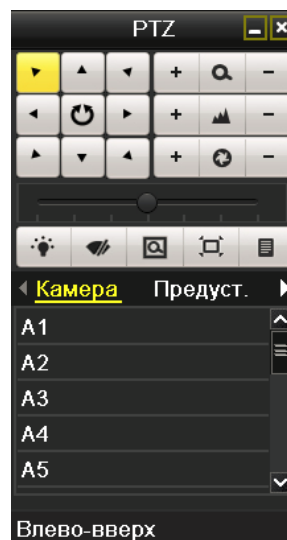 PTZ
+ −
+ −
+ −
Камера Предуст.
A1
A2
A3
A4
A5
Влево-вверх